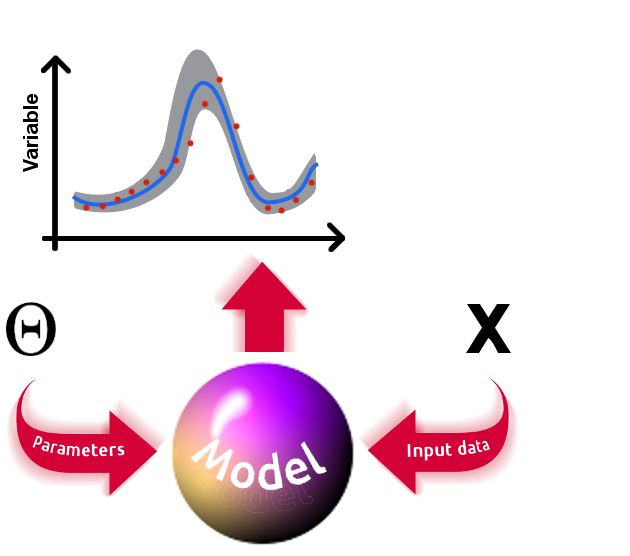 Variable
Θ
X
Parameters
Input data
Model